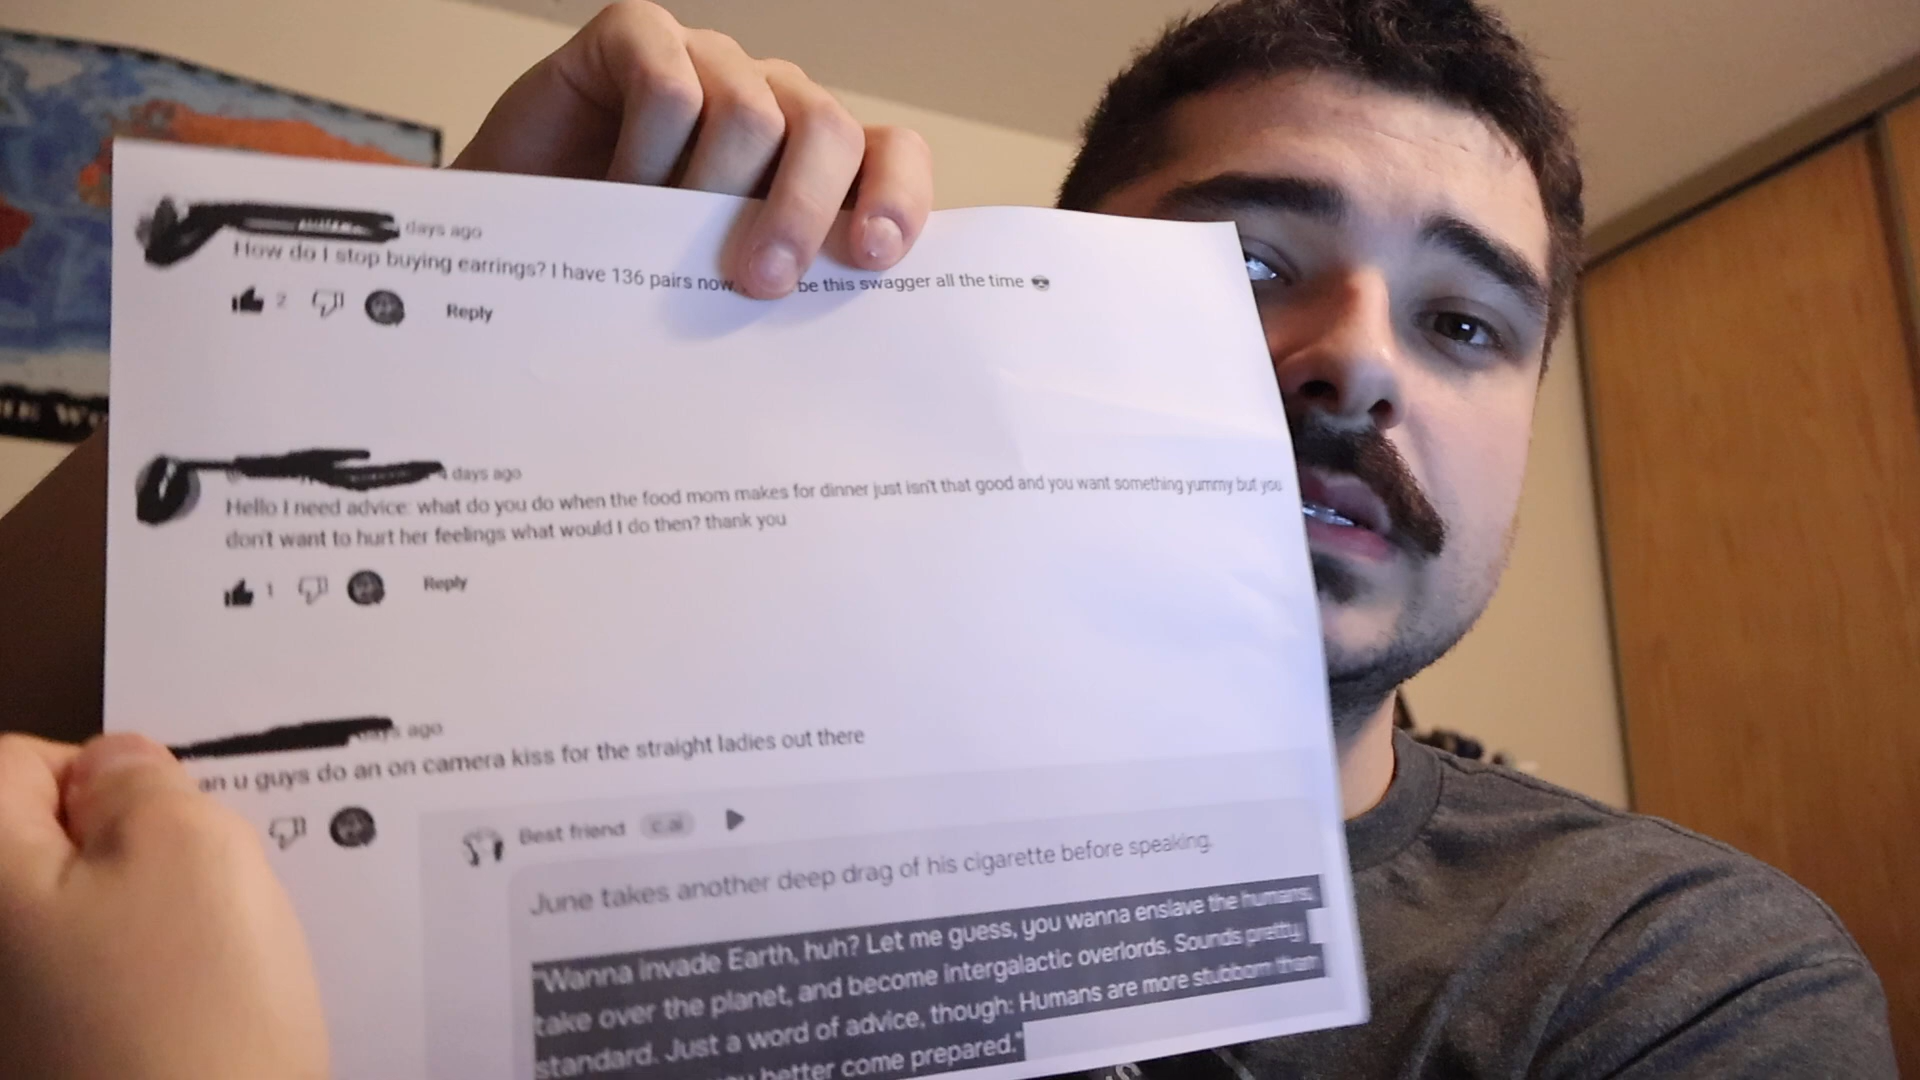 days ago
How do I stop buying earrings? I have 136 pairs now be this swagger all the time 😎
2 Reply
4 days ago
Hello I need advice: what do you do when the food mom makes for dinner just isn't that good and you want something yummy but you
don't want to hurt her feelings what would I do then? thank you
1 Reply
days ago
an u guys do an on camera kiss for the straight ladies out there
Best friend c.ai
June takes another deep drag of his cigarette before speaking.
"Wanna invade Earth, huh? Let me guess, you wanna enslave the humans,
take over the planet, and become intergalactic overlords. Sounds pretty
standard. Just a word of advice, though: Humans are more stubborn than
better come prepared."